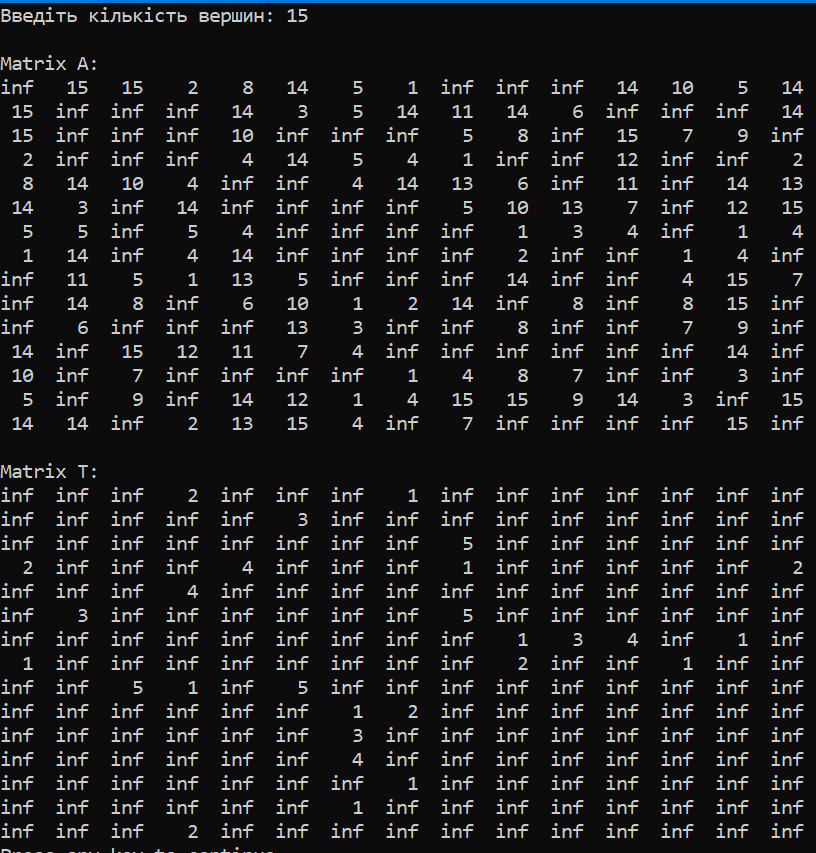 Введіть кількість вершин: 15
Matrix A:
inf 15 15 2 8 14 5 1 inf inf inf 14 10 5 14
15 inf inf inf 14 3 5 14 11 14 6 inf inf inf 14
15 inf inf inf 10 inf inf inf 5 8 inf 15 7 9 inf
2 inf inf inf 4 14 5 4 1 inf inf 12 inf inf 2
8 14 10 4 inf inf 4 14 13 6 inf 11 inf 14 13
14 3 inf 14 inf inf inf inf 5 10 13 7 inf 12 15
5 5 inf 5 4 inf inf inf inf 1 3 4 inf 1 4
1 14 inf 4 14 inf inf inf inf 2 inf inf 1 4 inf
inf 11 5 1 13 5 inf inf inf 14 inf inf 4 15 7
inf 14 8 inf 6 10 1 2 14 inf 8 inf 8 15 inf
inf 6 inf inf inf 13 3 inf inf 8 inf inf 7 9 inf
14 inf 15 12 11 7 4 inf inf inf inf inf inf 14 inf
10 inf 7 inf inf inf inf 1 4 8 7 inf inf 3 inf
5 inf 9 inf 14 12 1 4 15 15 9 14 3 inf 15
14 14 inf 2 13 15 4 inf 7 inf inf inf inf 15 inf
Matrix T:
inf inf inf 2 inf inf inf 1 inf inf inf inf inf inf inf
inf inf inf inf inf 3 inf inf inf inf inf inf inf inf inf
inf inf inf inf inf inf inf inf 5 inf inf inf inf inf inf
2 inf inf inf 4 inf inf inf 1 inf inf inf inf inf 2
inf inf inf 4 inf inf inf inf inf inf inf inf inf inf inf
inf 3 inf inf inf inf inf inf 5 inf inf inf inf inf inf
inf inf inf inf inf inf inf inf inf 1 3 4 inf 1 inf
1 inf inf inf inf inf inf inf inf 2 inf inf 1 inf inf
inf inf 5 1 inf 5 inf inf inf inf inf inf inf inf inf
inf inf inf inf inf inf 1 2 inf inf inf inf inf inf inf
inf inf inf inf inf inf 3 inf inf inf inf inf inf inf inf
inf inf inf inf inf inf 4 inf inf inf inf inf inf inf inf
inf inf inf inf inf inf inf 1 inf inf inf inf inf inf inf
inf inf inf inf inf inf 1 inf inf inf inf inf inf inf inf
inf inf inf 2 inf inf inf inf inf inf inf inf inf inf inf